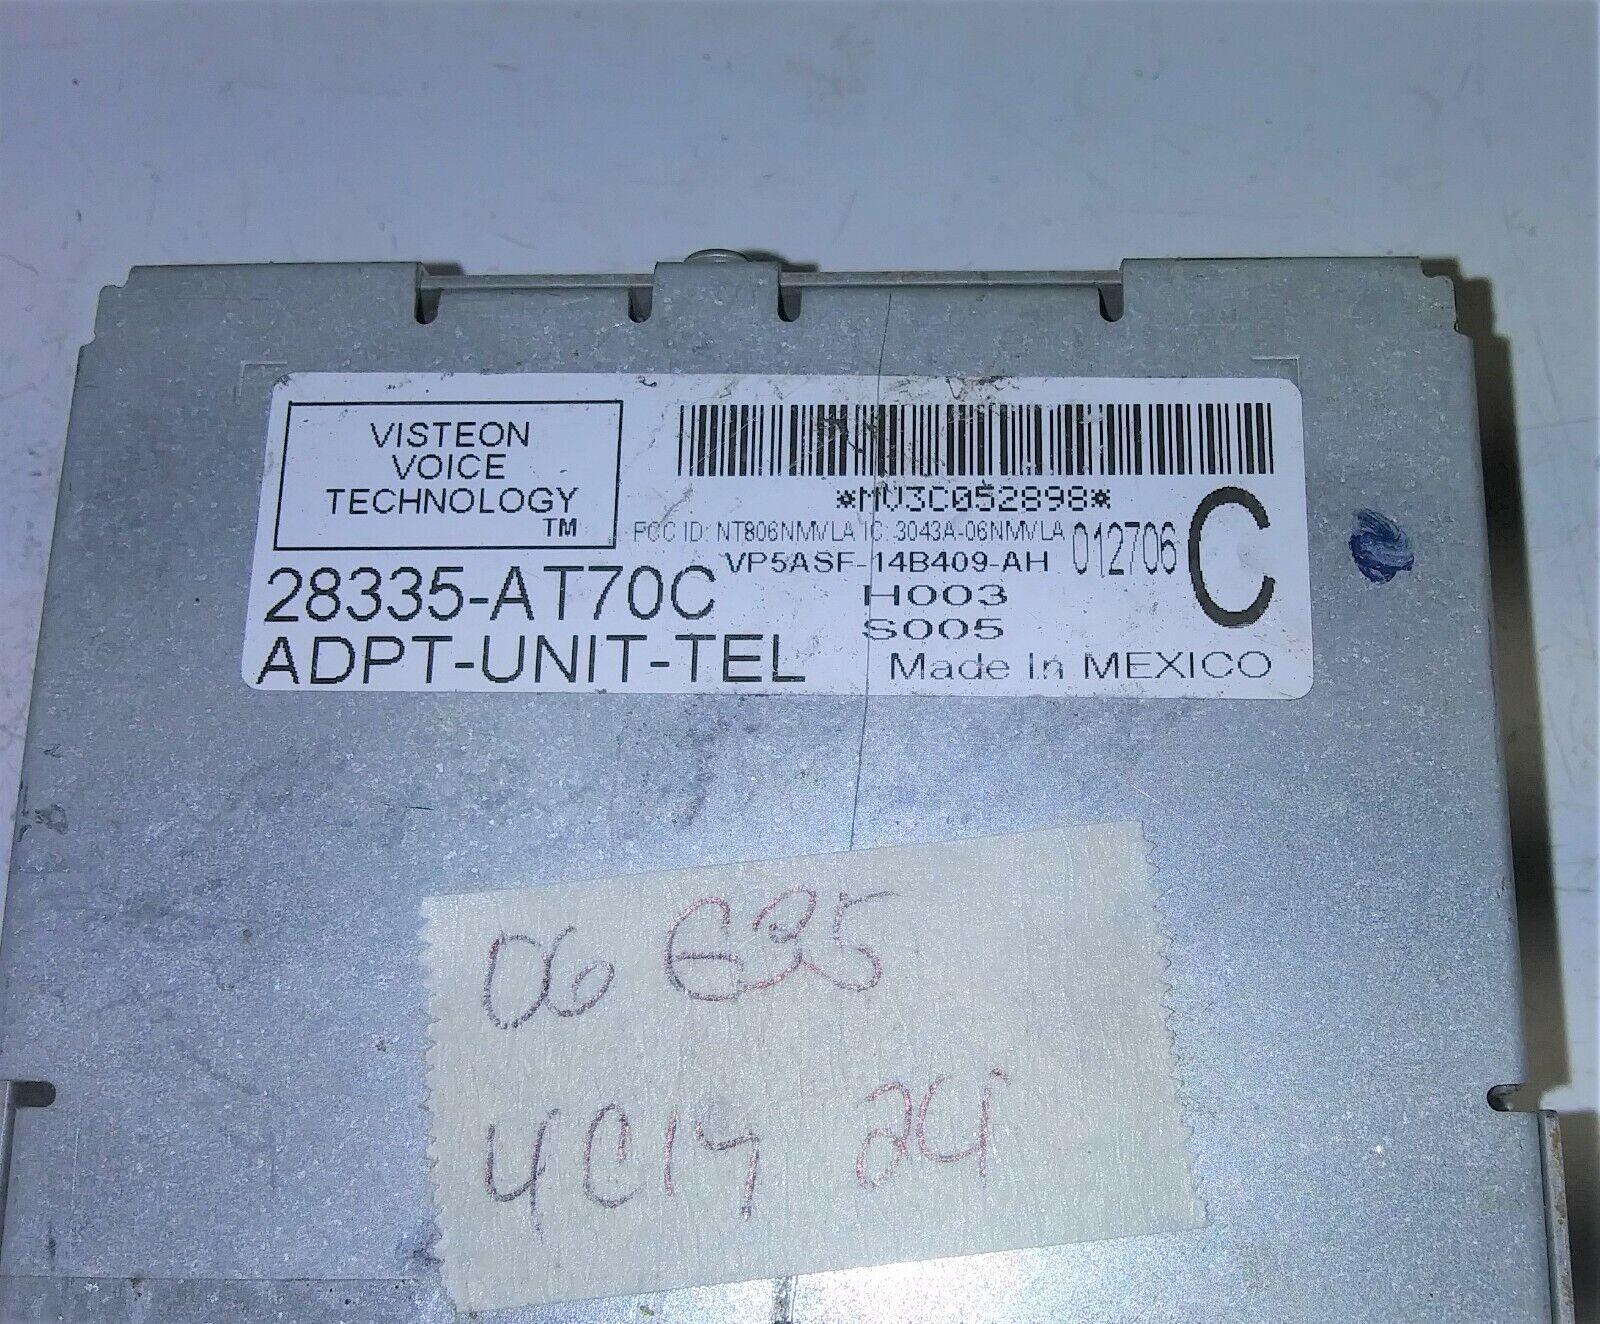 VISTEON
VOICE
TECHNOLOGY
TM
*MV3C052898*
FCC ID: NT806NMVLA IC: 3043A-06NMVLA
012706
C
VP5ASF-14B409-AH
28335-AT70C
H003
S005
ADPT-UNIT-TEL
Made In MEXICO
06 G35
4C14 24